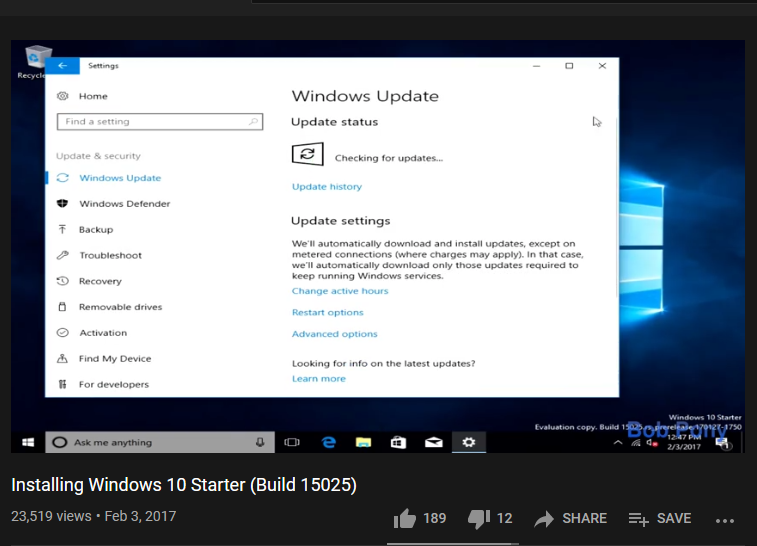 Recycle
Settings
Home
Find a setting
Update & security
Windows Update
Windows Defender
Backup
Troubleshoot
Recovery
Removable drives
Activation
Find My Device
For developers
Windows Update
Update status
Checking for updates...
Update history
Update settings
We'll automatically download and install updates, except on
metered connections (where charges may apply). In that case,
we'll automatically download only those updates required to
keep running Windows services.
Change active hours
Restart options
Advanced options
Looking for info on the latest updates?
Learn more
Windows 10 Starter
Evaluation copy. Build 15025.rs_prerelease.170127-1750
Bob Pony
Ask me anything
12:47 PM
2/3/2017
1
Installing Windows 10 Starter (Build 15025)
23,519 views • Feb 3, 2017
189
12
SHARE
SAVE